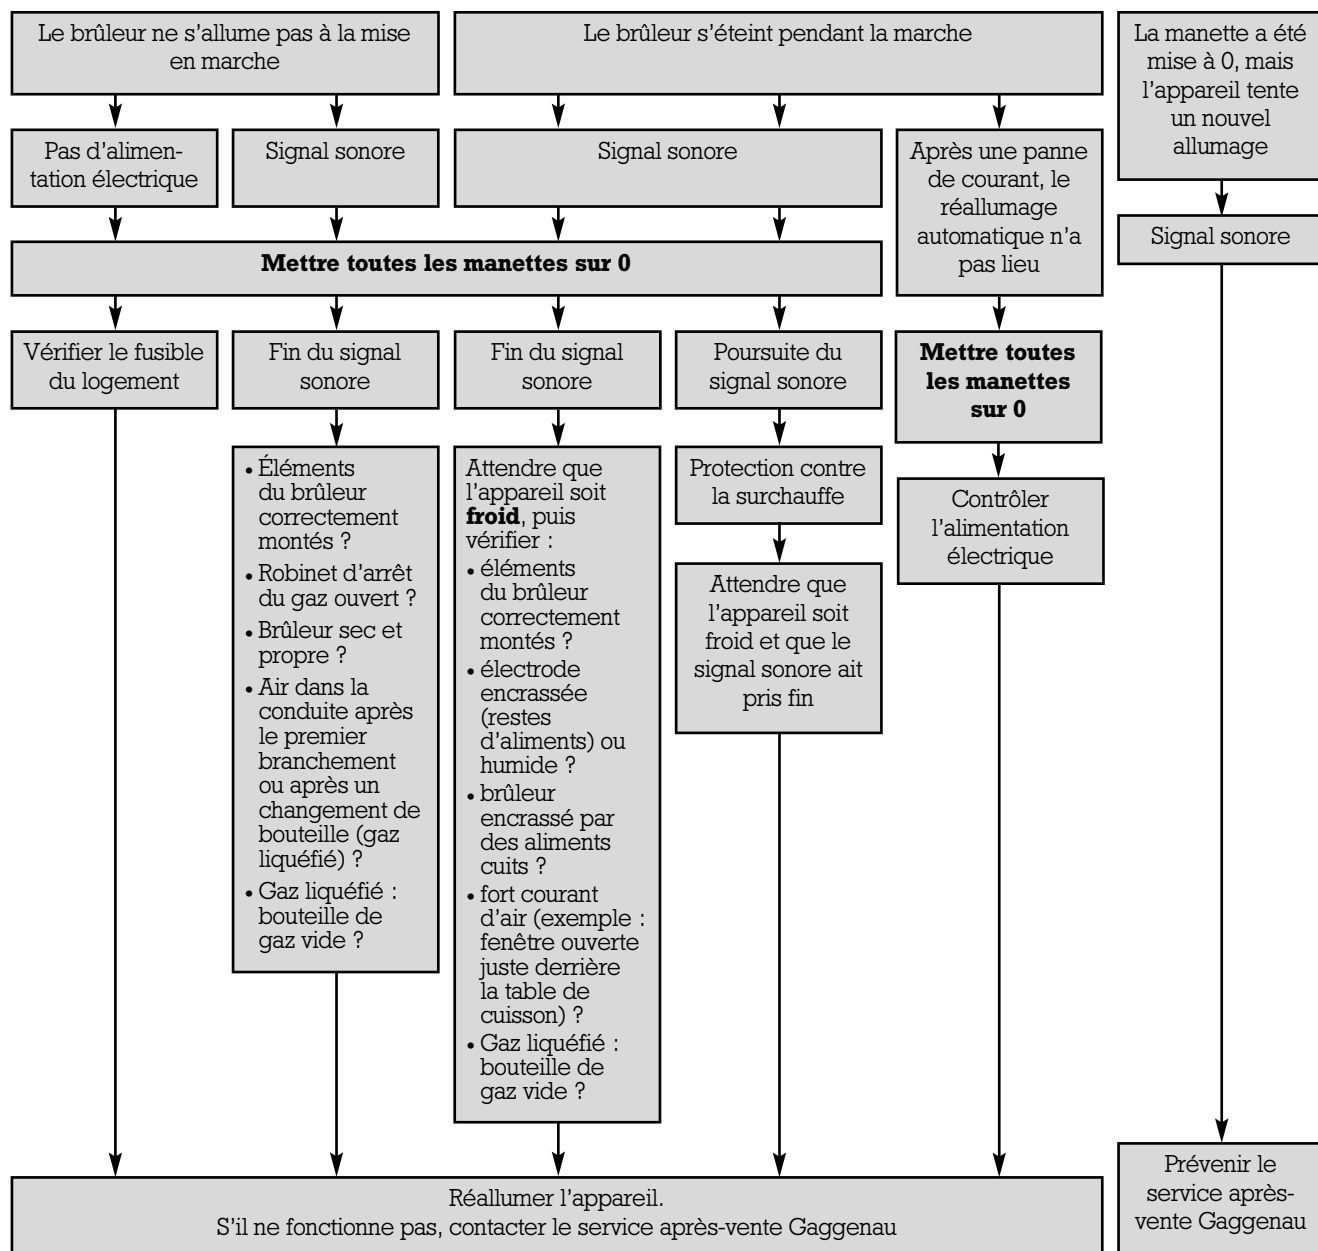 Le brûleur ne s'allume pas à la mise
en marche
Le brûleur s'éteint pendant la marche
La manette a été
mise à 0, mais
l'appareil tente
un nouvel
allumage
Pas d'alimen-
tation électrique
Signal sonore
Signal sonore
Après une panne
de courant, le
réallumage
automatique n'a
pas lieu
Signal sonore
Mettre toutes les manettes sur 0
Vérifier le fusible
du logement
Fin du signal
sonore
Fin du signal
sonore
Poursuite du
signal sonore
Mettre toutes
les manettes
sur 0
• Éléments
du brûleur
correctement
montés ?
• Robinet d'arrêt
du gaz ouvert ?
• Brûleur sec et
propre ?
• Air dans la
conduite après
le premier
branchement
ou après un
changement de
bouteille (gaz
liquéfié) ?
• Gaz liquéfié :
bouteille de
gaz vide ?
Attendre que
l'appareil soit
froid, puis
vérifier :
• éléments
du brûleur
correctement
montés ?
• électrode
encrassée
(restes
d'aliments) ou
humide ?
• brûleur
encrassé par
des aliments
cuits ?
• fort courant
d'air (exemple :
fenêtre ouverte
juste derrière
la table de
cuisson) ?
• Gaz liquéfié :
bouteille de
gaz vide ?
Protection contre
la surchauffe
Attendre que
l'appareil soit
froid et que le
signal sonore ait
pris fin
Contrôler
l'alimentation
électrique
Réallumer l'appareil.
S'il ne fonctionne pas, contacter le service après-vente Gaggenau
Prévenir le
service après-
vente Gaggenau